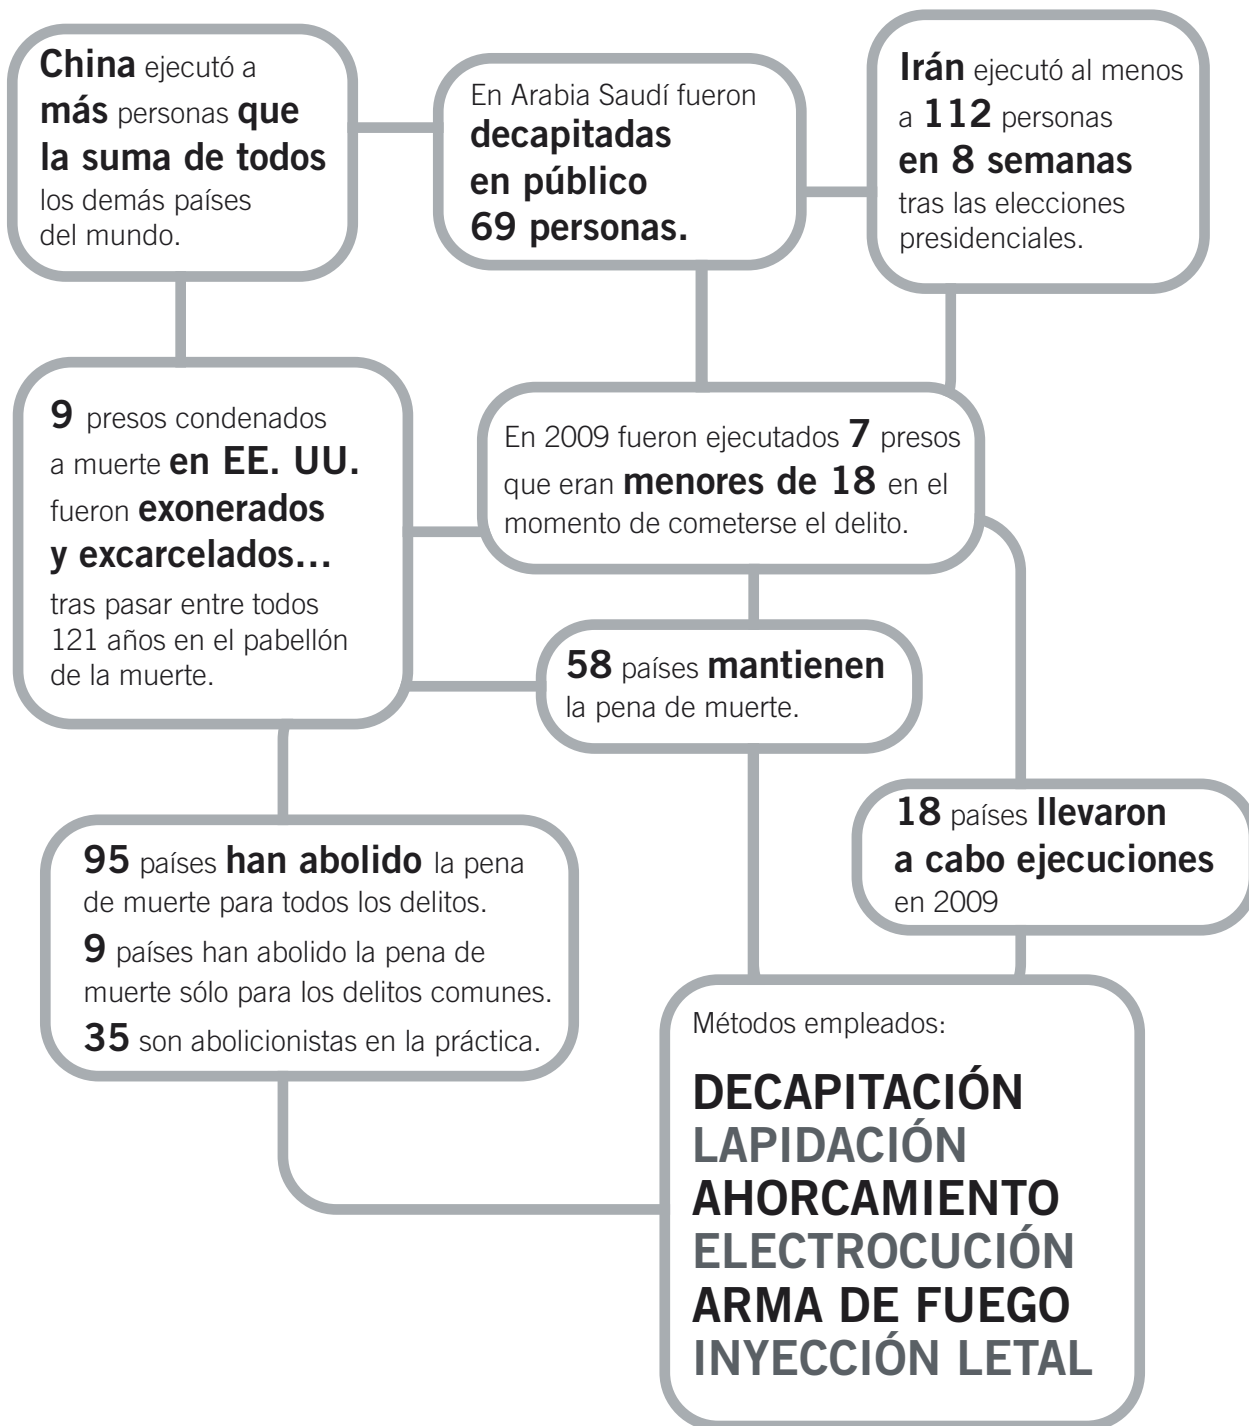 China ejecutó a
más personas que
la suma de todos
los demás países
del mundo.
En Arabia Saudí fueron
decapitadas
en público
69 personas.
Irán ejecutó al menos
a 112 personas
en 8 semanas
tras las elecciones
presidenciales.
9 presos condenados
a muerte en EE. UU.
fueron exonerados
y excarcelados...
tras pasar entre todos
121 años en el pabellón
de la muerte.
En 2009 fueron ejecutados 7 presos
que eran menores de 18 en el
momento de cometerse el delito.
58 países mantienen
la pena de muerte.
18 países llevaron
a cabo ejecuciones
en 2009
95 países han abolido la pena
de muerte para todos los delitos.
9 países han abolido la pena de
muerte sólo para los delitos comunes.
35 son abolicionistas en la práctica.
Métodos empleados:
DECAPITACIÓN
LAPIDACIÓN
AHORCAMIENTO
ELECTROCUCIÓN
ARMA DE FUEGO
INYECCIÓN LETAL